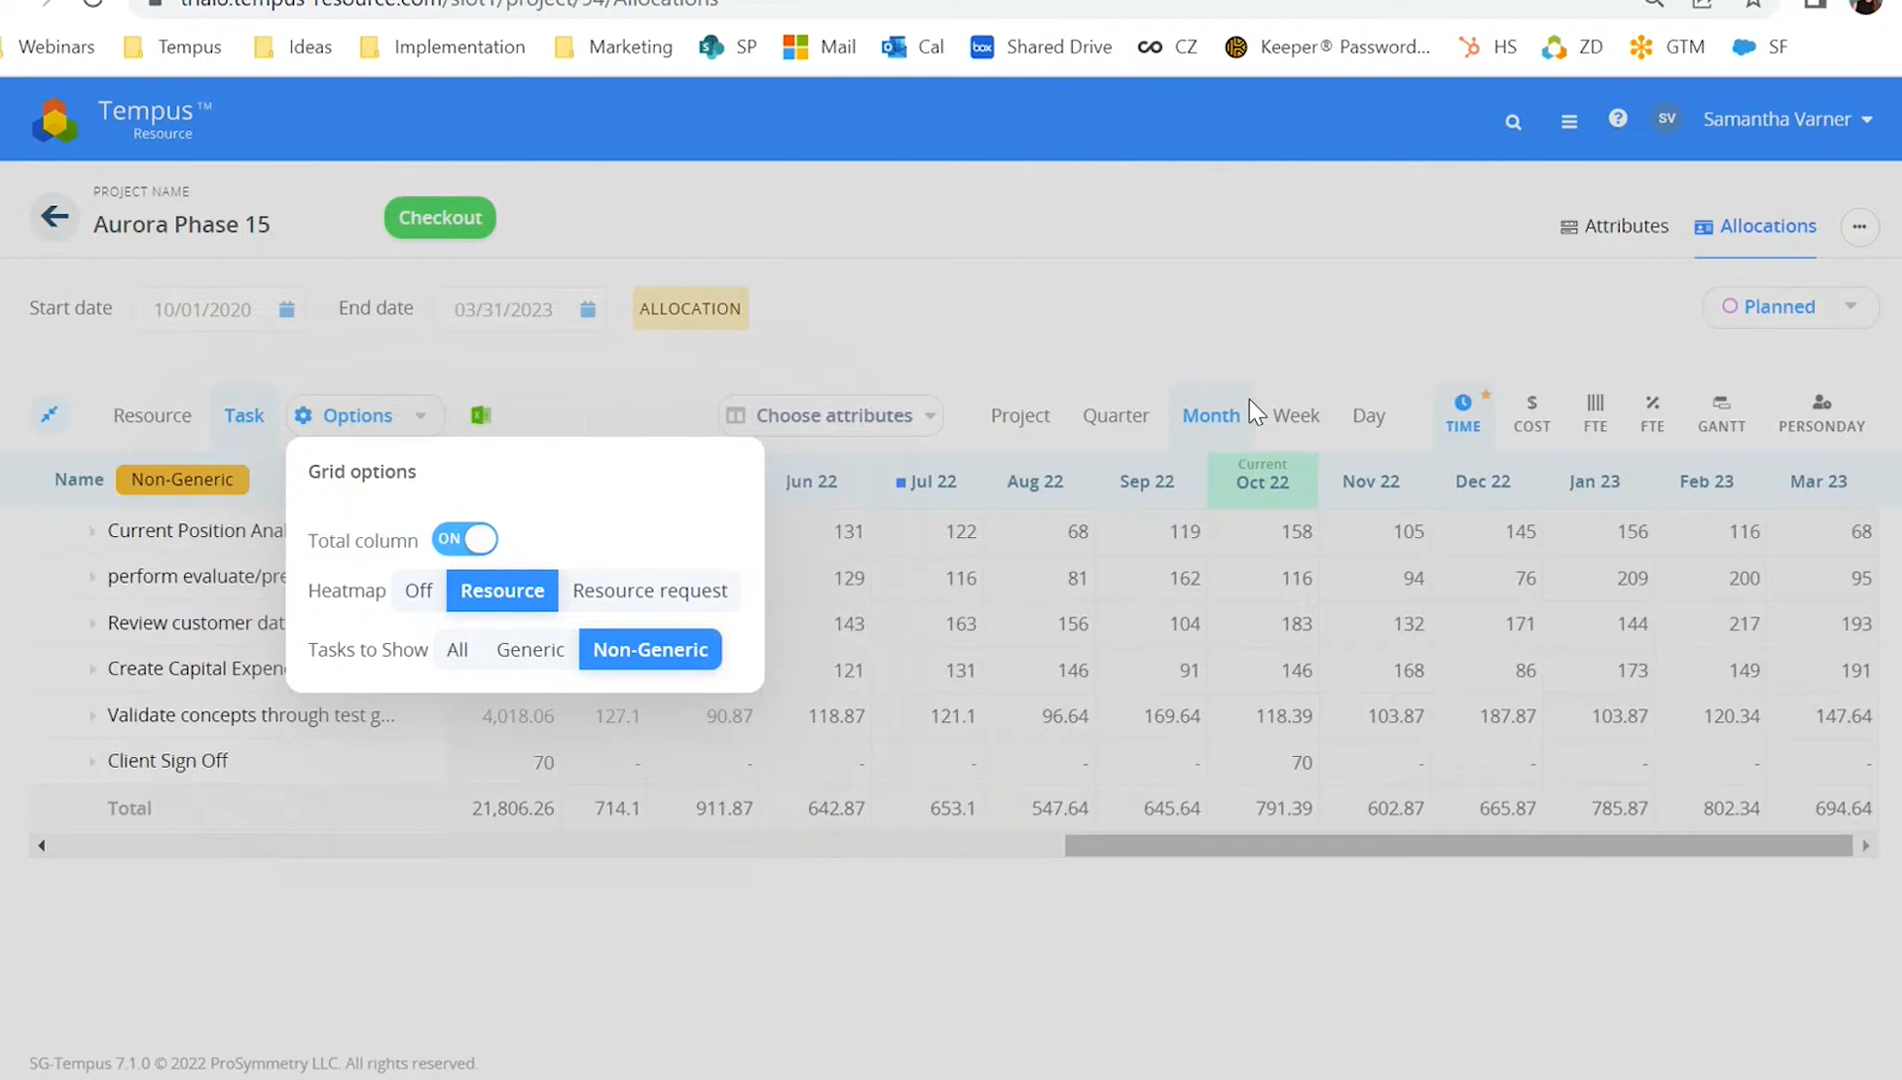 trial6.tempus-resource.com/slot1/project/94/Allocations
Webinars Tempus Ideas Implementation Marketing SP Mail Cal box Shared Drive CZ Keeper® Password... HS ZD GTM SF
Tempus™
Resource
SV Samantha Varner
PROJECT NAME
Aurora Phase 15
Checkout
Attributes Allocations
Start date 10/01/2020 End date 03/31/2023 ALLOCATION
Planned
Resource Task Options Choose attributes Project Quarter Month Week Day
TIME COST FTE FTE GANTT PERSONDAY
Name Non-Generic Jun 22 Jul 22 Aug 22 Sep 22 Current Oct 22 Nov 22 Dec 22 Jan 23 Feb 23 Mar 23
Grid options
Total column ON
Heatmap Off Resource Resource request
Tasks to Show All Generic Non-Generic
Current Position Anal 131 122 68 119 158 105 145 156 116 68
perform evaluate/pre 129 116 81 162 116 94 76 209 200 95
Review customer dat 143 163 156 104 183 132 171 144 217 193
Create Capital Expen 121 131 146 91 146 168 86 173 149 191
Validate concepts through test g... 4,018.06 127.1 90.87 118.87 121.1 96.64 169.64 118.39 103.87 187.87 103.87 120.34 147.64
Client Sign Off 70 - - - - - - 70 - - - - -
Total 21,806.26 714.1 911.87 642.87 653.1 547.64 645.64 791.39 602.87 665.87 785.87 802.34 694.64
SG-Tempus 7.1.0 © 2022 ProSymmetry LLC. All rights reserved.